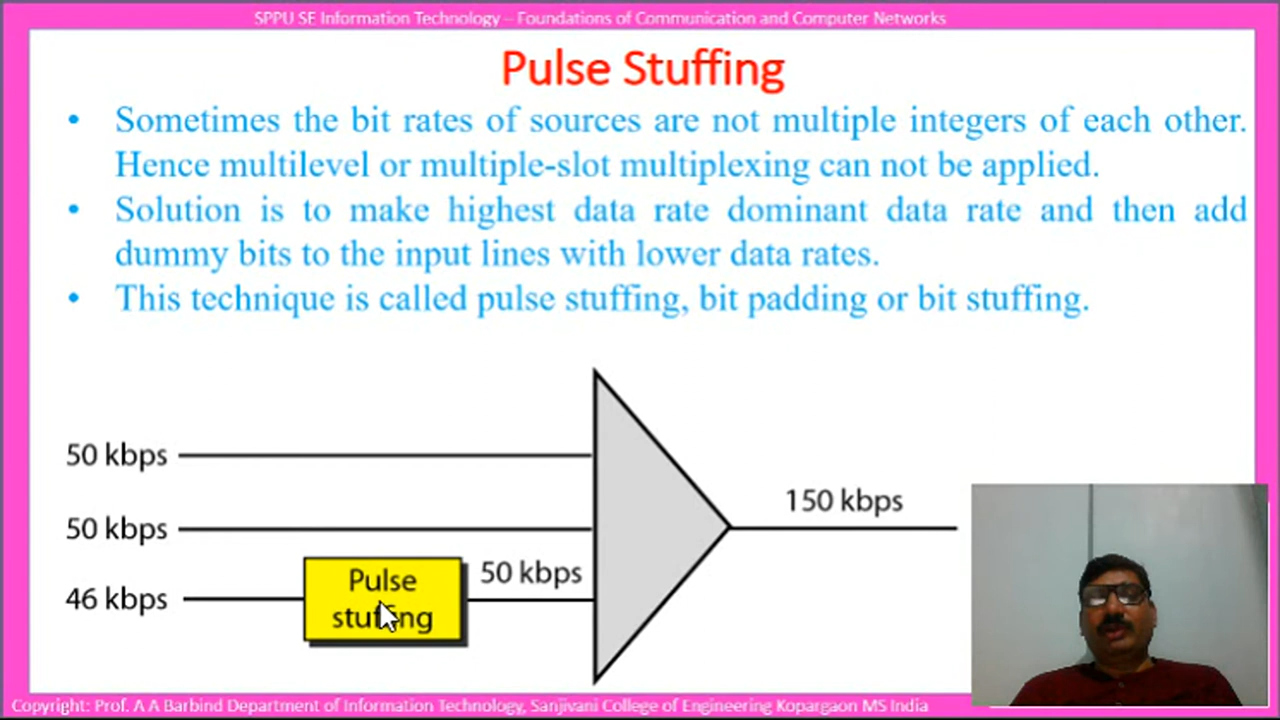 SPPU SE Information Technology – Foundations of Communication and Computer Networks
Pulse Stuffing
• Sometimes the bit rates of sources are not multiple integers of each other.
Hence multilevel or multiple-slot multiplexing can not be applied.
• Solution is to make highest data rate dominant data rate and then add
dummy bits to the input lines with lower data rates.
• This technique is called pulse stuffing, bit padding or bit stuffing.
50 kbps
150 kbps
50 kbps
50 kbps
46 kbps
Pulse
stuffing
Copyright: Prof. A A Barbind Department of Information Technology, Sanjivani College of Engineering Kopargaon MS India